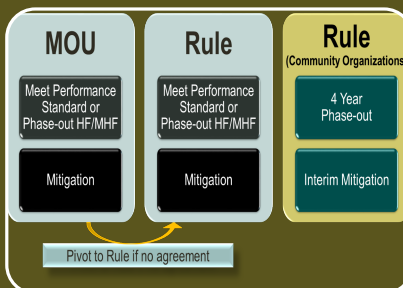 MOU
Meet Performance
Standard or
Phase-out HF/MHF
Mitigation
Rule
Meet Performance
Standard or
Phase-out HF/MHF
Mitigation
Rule
(Community Organizations)
4 Year
Phase-out
Interim Mitigation
Pivot to Rule if no agreement